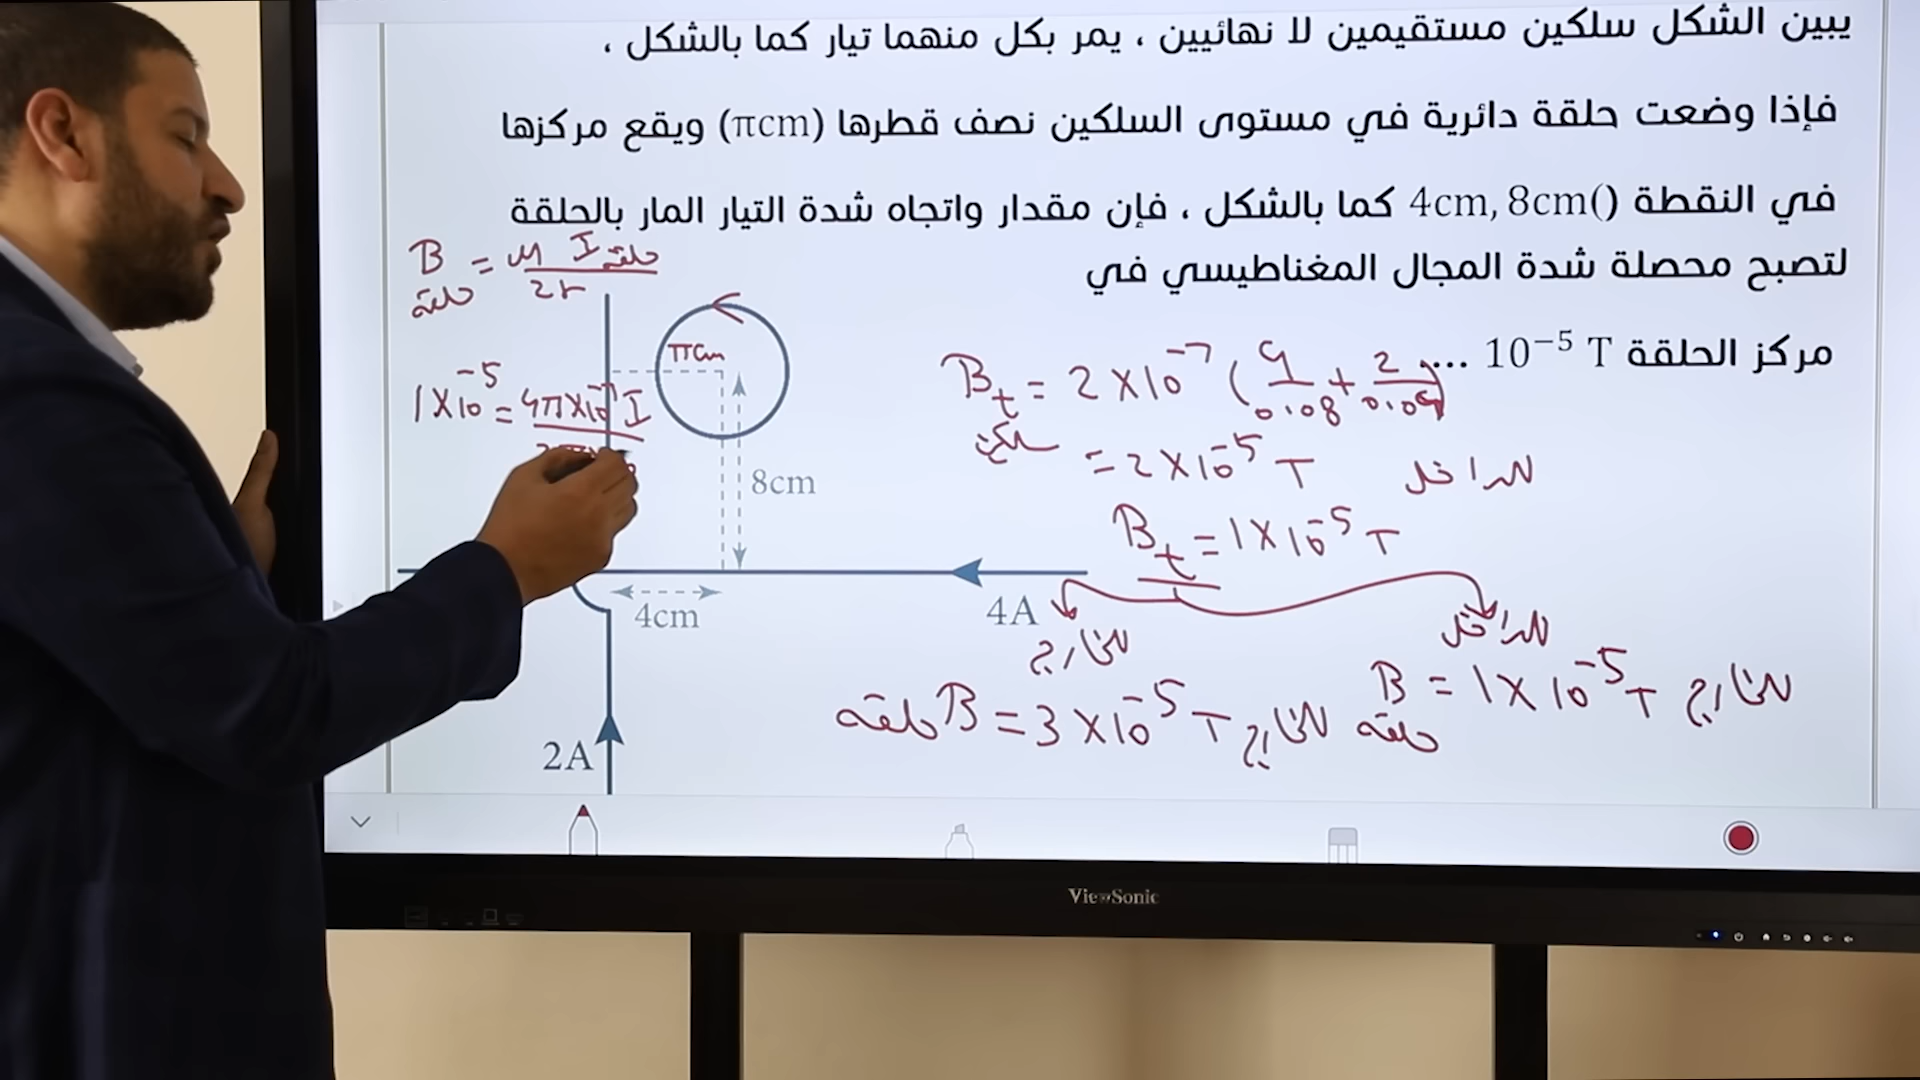 يبين الشكل سلكين مستقيمين لا نهائيين ، يمر بكل منهما تيار كما بالشكل ،
فإذا وضعت حلقة دائرية في مستوى السلكين نصف قطرها (πcm) ويقع مركزها
في النقطة ()4cm, 8cm كما بالشكل ، فإن مقدار واتجاه شدة التيار المار بالحلقة
لتصبح محصلة شدة المجال المغناطيسي في
مركز الحلقة 10⁻⁵ T ....
B حلقة = μ I حلقة / 2r
πcm
1 × 10⁻⁵ = 4π×10⁻⁷ I
8cm
4cm
4A
2A
Bt سلكين = 2 × 10⁻⁷ ( 4/0.08 + 2/0.04 )
= 2 × 10⁻⁵ T للداخل
Bt = 1 × 10⁻⁵ T
للخارج
للداخل
B حلقة = 3 × 10⁻⁵ T للخارج
B حلقة = 1 × 10⁻⁵ T للخارج
ViewSonic